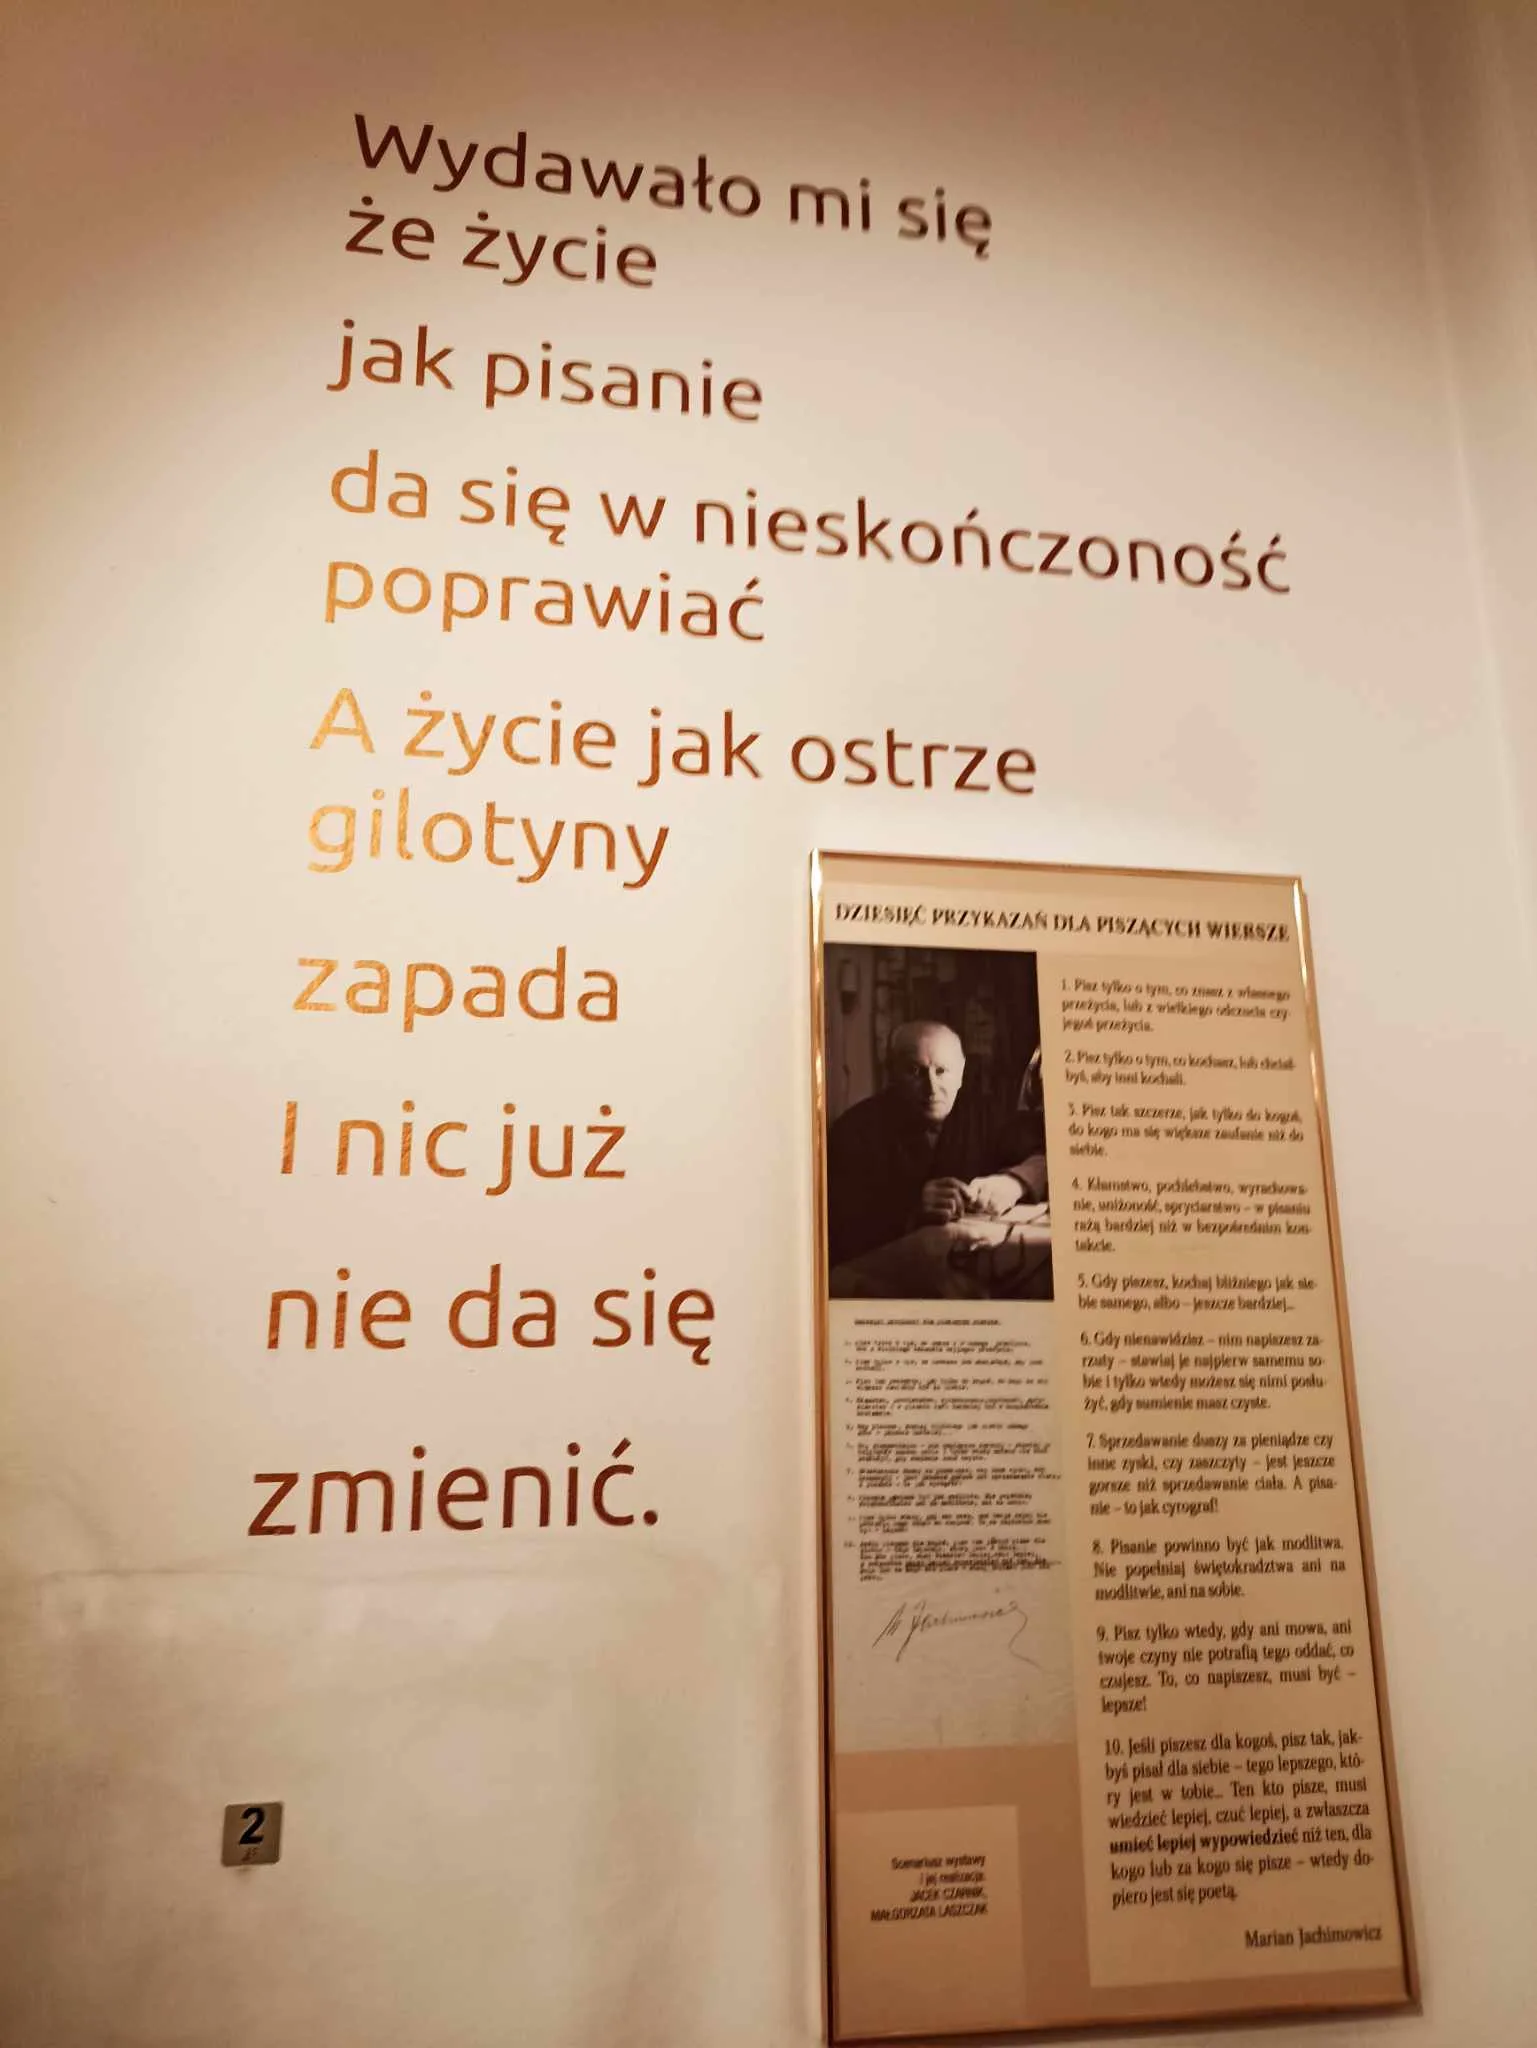 Wydawało mi się
że życie
jak pisanie
da się w nieskończoność
poprawiać
A życie jak ostrze
gilotyny
zapada
I nic już
nie da się
zmienić.
DZIESIĘĆ PRZYKAZAŃ DLA PISZĄCYCH WIERSZE
1. Pisz tylko o tym, co znasz z własnego
przeżycia, lub z wielkiego odczucia czy-
jegoś przeżycia.
2. Pisz tylko o tym, co kochasz, lub chciał-
byś, aby inni kochali.
3. Pisz tak szczerze, jak tylko do kogoś,
do kogo ma się większe zaufanie niż do
siebie.
4. Kłamstwo, pochlebstwo, wyrachowa-
nie, uniżoność, spryciarstwo – w pisaniu
rażą bardziej niż w bezpośrednim kon-
takcie.
5. Gdy piszesz, kochaj bliźniego jak sie-
bie samego, albo – jeszcze bardziej...
6. Gdy nienawidzisz – nim napiszesz za-
rzuty – stawiaj je najpierw samemu so-
bie i tylko wtedy możesz się nimi posłu-
żyć, gdy sumienie masz czyste.
7. Sprzedawanie duszy za pieniądze czy
inne zyski, czy zaszczyty – jest jeszcze
gorsze niż sprzedawanie ciała. A pisa-
nie – to jak cyrograf!
8. Pisanie powinno być jak modlitwa.
Nie popełniaj świętokradztwa ani na
modlitwie, ani na sobie.
9. Pisz tylko wtedy, gdy ani mowa, ani
twoje czyny nie potrafią tego oddać, co
czujesz. To, co napiszesz, musi być –
lepsze!
10. Jeśli piszesz dla kogoś, pisz tak, jak-
byś pisał dla siebie – tego lepszego, któ-
ry jest w tobie... Ten kto pisze, musi
wiedzieć lepiej, czuć lepiej, a zwłaszcza
umieć lepiej wypowiedzieć niż ten, dla
kogo lub za kogo się pisze – wtedy do-
piero jest się poetą.
Marian Jachimowicz
M Jachimowicz
Scenariusz wystawy
i jej realizacja:
JACEK CZARNIK,
MAŁGORZATA LASZCZAK
2